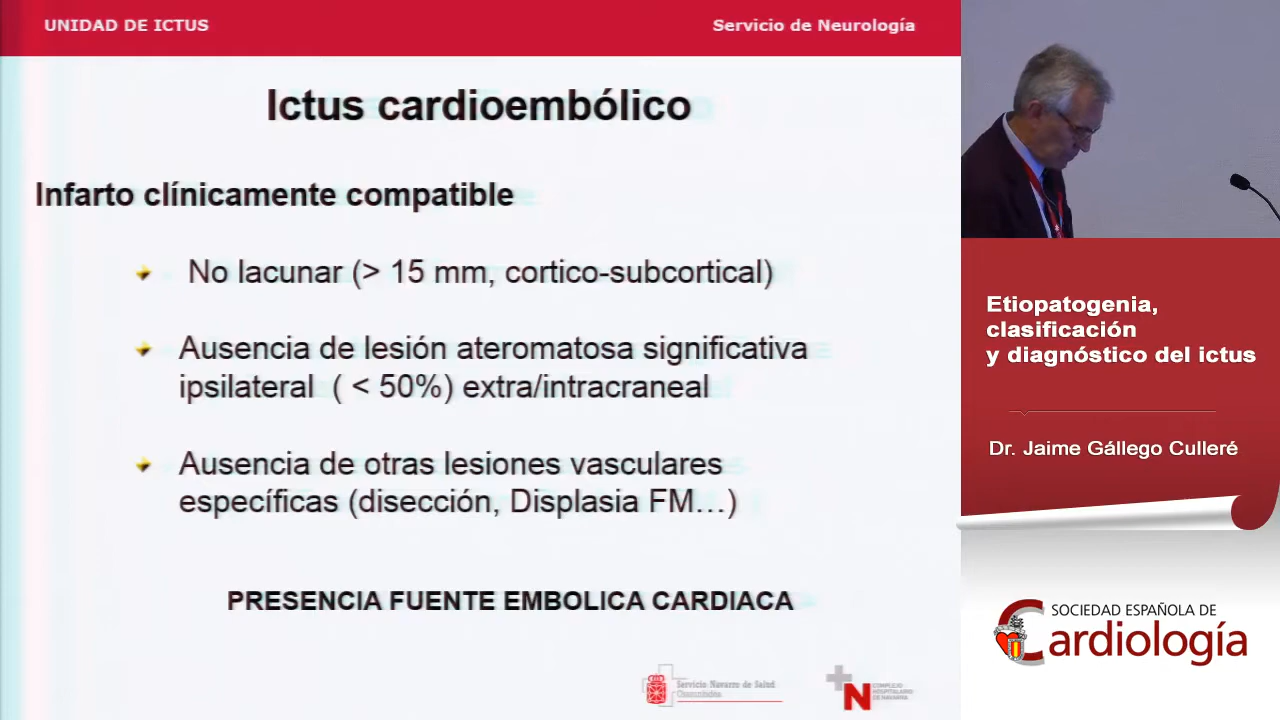 UNIDAD DE ICTUS
Servicio de Neurología
Ictus cardioembólico
Infarto clínicamente compatible
No lacunar (> 15 mm, cortico-subcortical)
Ausencia de lesión ateromatosa significativa
ipsilateral ( < 50%) extra/intracraneal
Ausencia de otras lesiones vasculares
específicas (disección, Displasia FM…)
PRESENCIA FUENTE EMBOLICA CARDIACA
Servicio Navarro de Salud
Osasunbidea
N
COMPLEJO
HOSPITALARIO
DE NAVARRA
Etiopatogenia,
clasificación
y diagnóstico del ictus
Dr. Jaime Gállego Culleré
SOCIEDAD ESPAÑOLA DE
Cardiología